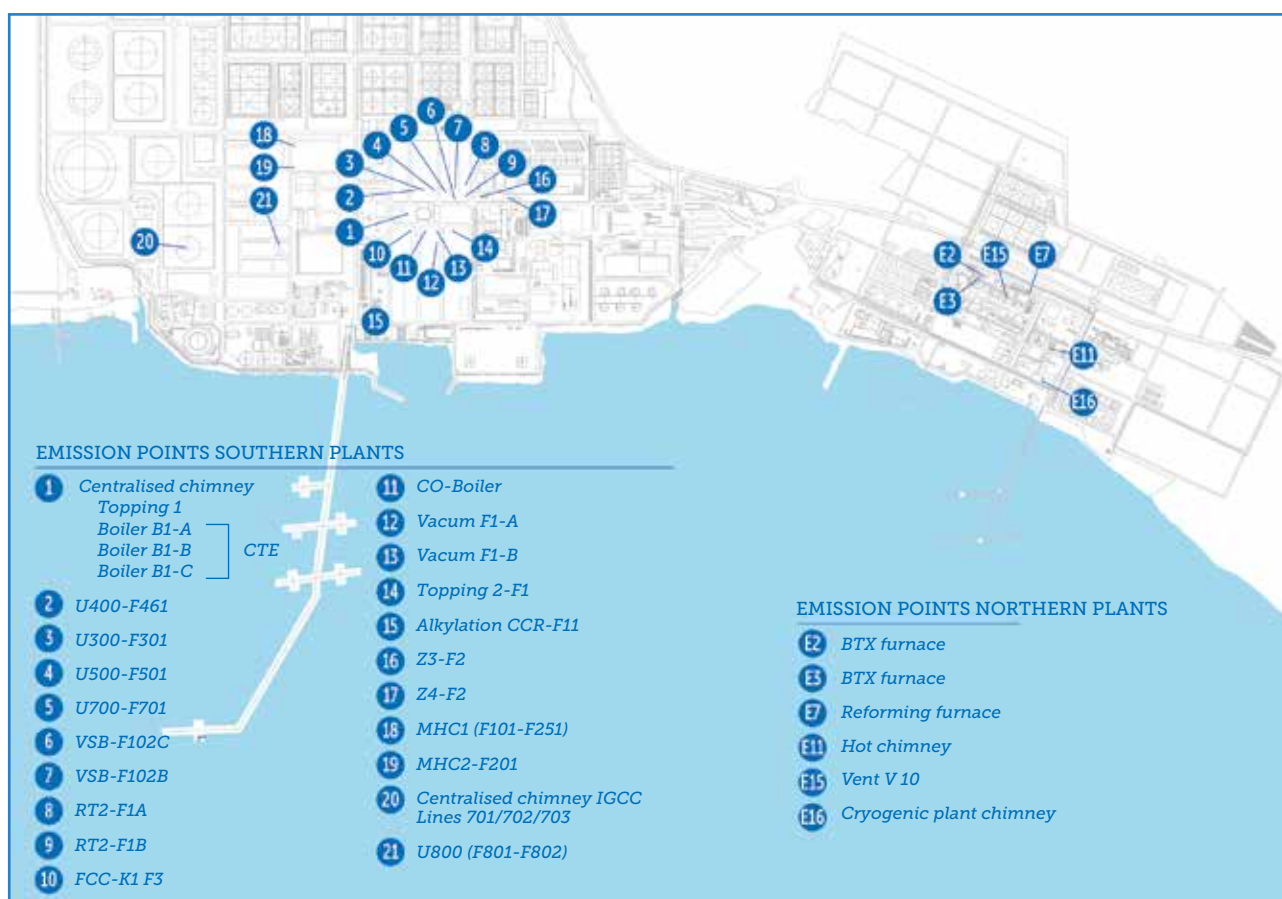 6
5
7
18
4
8
3
9
19
16
2
21
17
1
14
20
10
13
11
12
15
E2
E15
E7
E3
E11
E16
EMISSION POINTS SOUTHERN PLANTS
1 Centralised chimney
Topping 1
Boiler B1-A
Boiler B1-B CTE
Boiler B1-C
2 U400-F461
3 U300-F301
4 U500-F501
5 U700-F701
6 VSB-F102C
7 VSB-F102B
8 RT2-F1A
9 RT2-F1B
10 FCC-K1 F3
11 CO-Boiler
12 Vacum F1-A
13 Vacum F1-B
14 Topping 2-F1
15 Alkylation CCR-F11
16 Z3-F2
17 Z4-F2
18 MHC1 (F101-F251)
19 MHC2-F201
20 Centralised chimney IGCC
Lines 701/702/703
21 U800 (F801-F802)
EMISSION POINTS NORTHERN PLANTS
E2 BTX furnace
E3 BTX furnace
E7 Reforming furnace
E11 Hot chimney
E15 Vent V 10
E16 Cryogenic plant chimney